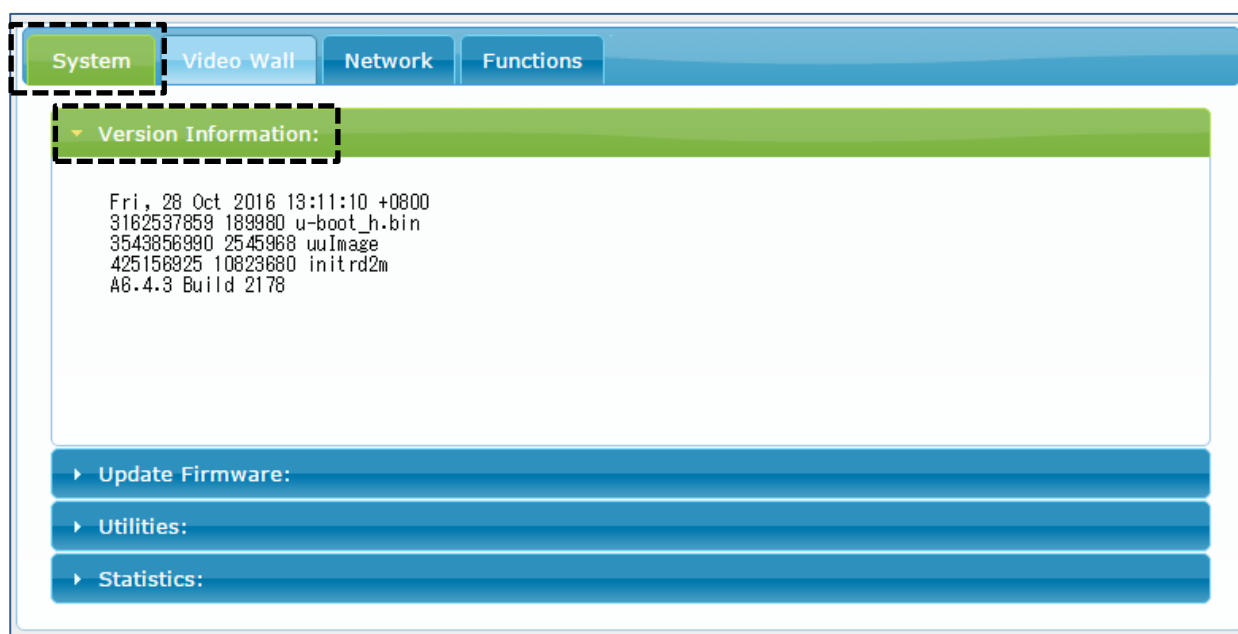 System Video Wall Network Functions
Version Information:
Fri, 28 Oct 2016 13:11:10 +0800
3162537859 189980 u-boot_h.bin
3543856990 2545968 uuImage
425156925 10823680 initrd2m
A6.4.3 Build 2178
Update Firmware:
Utilities:
Statistics: